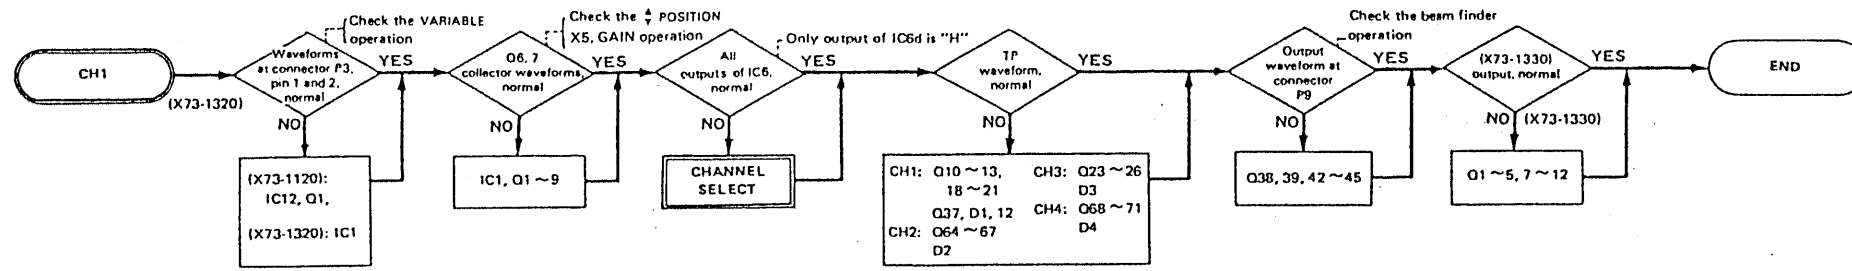 CH1
(X73-1320)
Check the VARIABLE
operation
Waveforms
at connector P3,
pin 1 and 2,
normal
YES
NO
(X73-1120):
IC12, Q1,
(X73-1320): IC1
Check the ▲▼ POSITION
X5, GAIN operation
Q6, 7
collector waveforms,
normal
YES
NO
IC1, Q1 ~ 9
Only output of IC6d is "H"
All
outputs of IC6,
normal
YES
NO
CHANNEL
SELECT
TP
waveform,
normal
YES
NO
CH1: Q10 ~ 13,
18 ~ 21
Q37, D1, 12
CH2: Q64 ~ 67
D2
CH3: Q23 ~ 26
D3
CH4: Q68 ~ 71
D4
Check the beam finder
operation
Output
waveform at
connector
P9
YES
NO
Q38, 39, 42 ~ 45
(X73-1330)
output, normal
YES
NO
(X73-1330)
Q1 ~ 5, 7 ~ 12
END